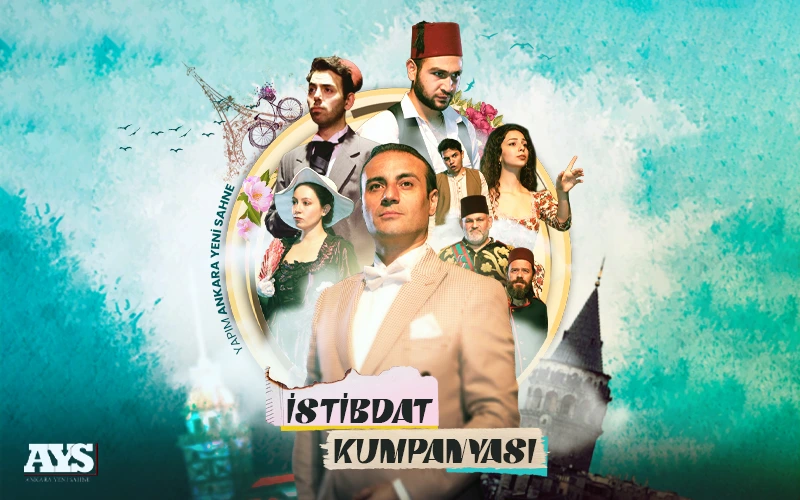 YAPIM ANKARA YENİ SAHNE
İSTİBDAT
KUMPANYASI
AYS
ANKARA YENİ SAHNE